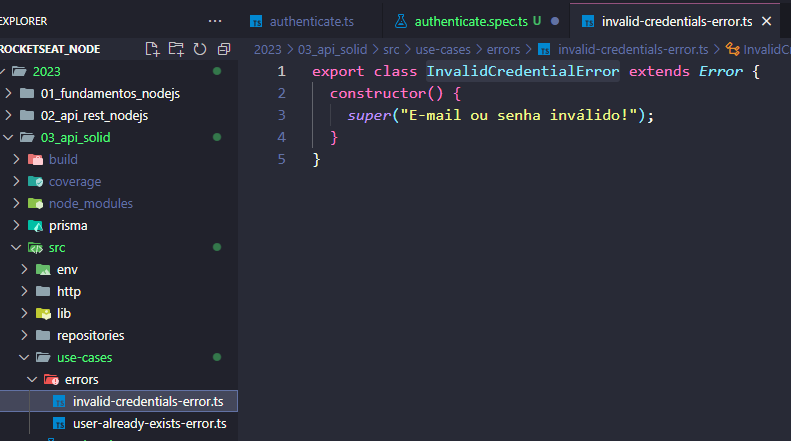 EXPLORER
authenticate.ts
authenticate.spec.ts U
invalid-credentials-error.ts
ROCKETSEAT_NODE
2023 > 03_api_solid > src > use-cases > errors > invalid-credentials-error.ts >
2023
01_fundamentos_nodejs
02_api_rest_nodejs
03_api_solid
build
coverage
node_modules
prisma
src
env
http
lib
repositories
use-cases
errors
invalid-credentials-error.ts
user-already-exists-error.ts
1 export class InvalidCredentialError extends Error {
2 constructor() {
3 super("E-mail ou senha inválido!");
4 }
5 }